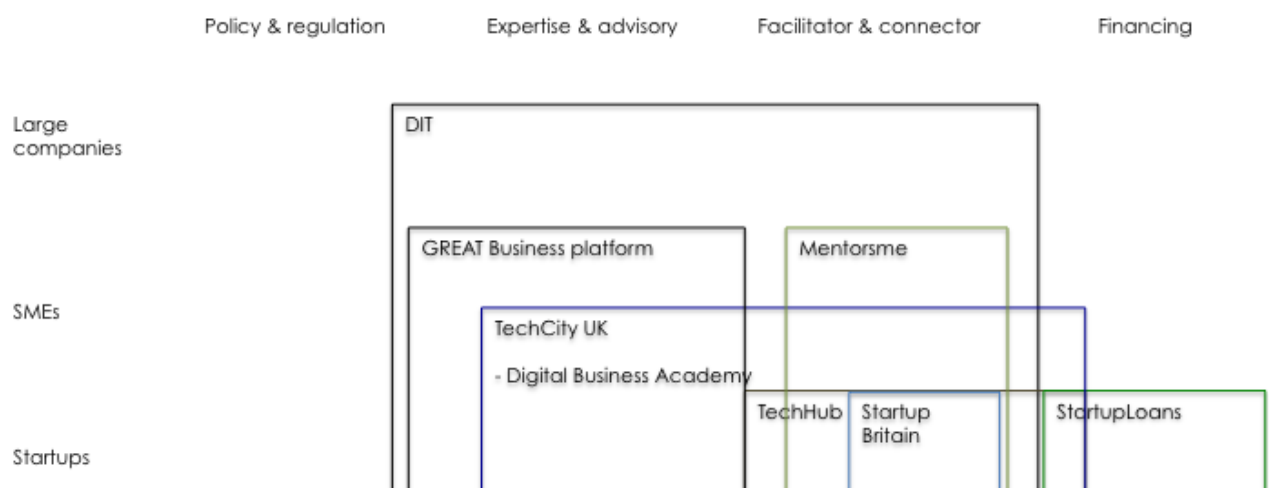 Policy & regulation
Expertise & advisory
Facilitator & connector
Financing
Large
companies
DIT
GREAT Business platform
Mentorsme
SMEs
TechCity UK
- Digital Business Academy
TechHub
Startup
Britain
StartupLoans
Startups